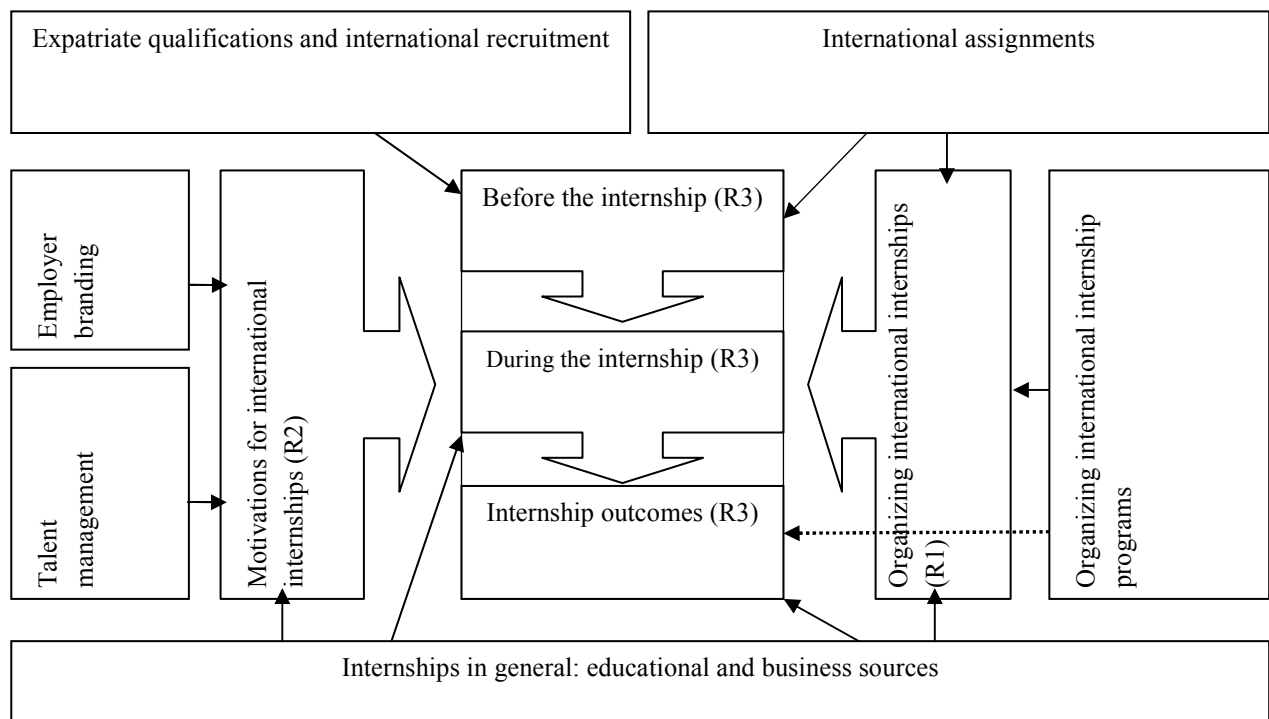 Expatriate qualifications and international recruitment
International assignments
Employer
branding
Talent
management
Motivations for international
internships (R2)
Before the internship (R3)
During the internship (R3)
Internship outcomes (R3)
Organizing international internships
(R1)
Organizing international internship
programs
Internships in general: educational and business sources